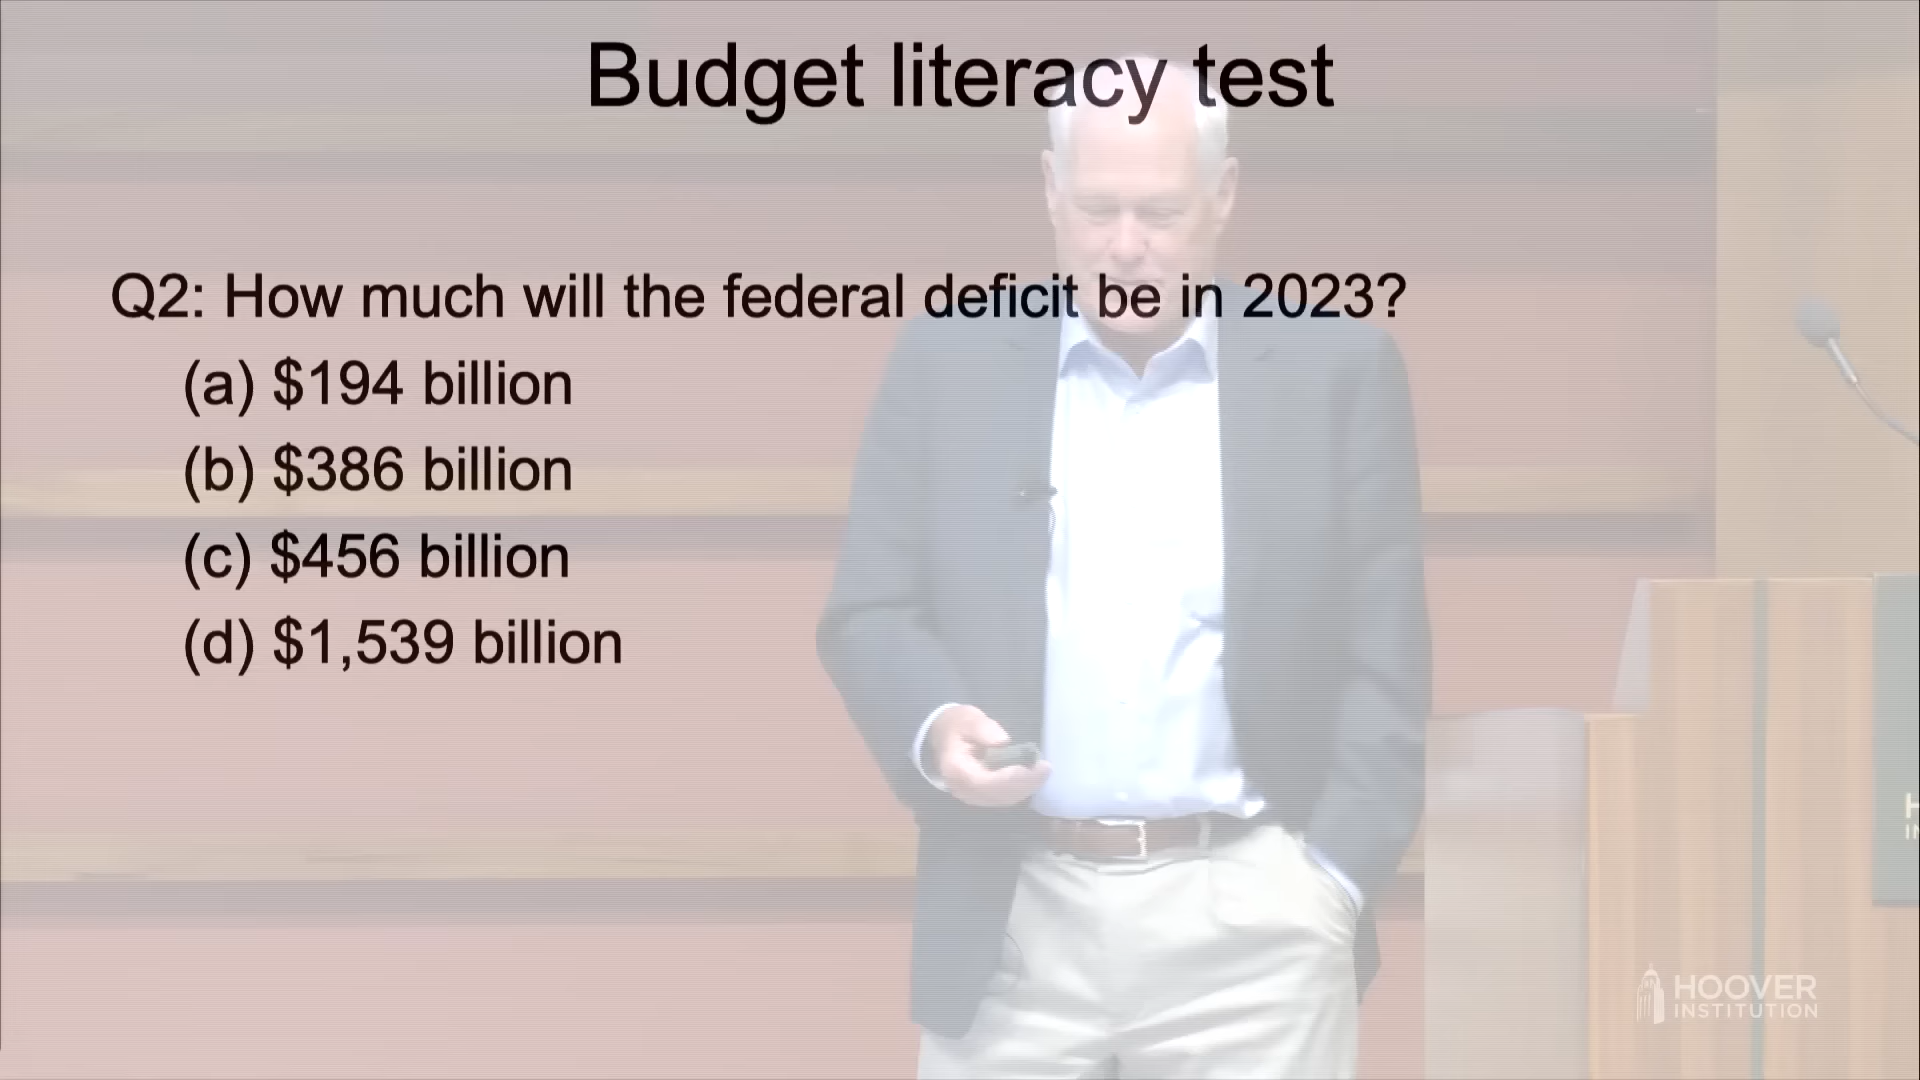 Budget literacy test
Q2: How much will the federal deficit be in 2023?
(a) $194 billion
(b) $386 billion
(c) $456 billion
(d) $1,539 billion
HOOVER
INSTITUTION